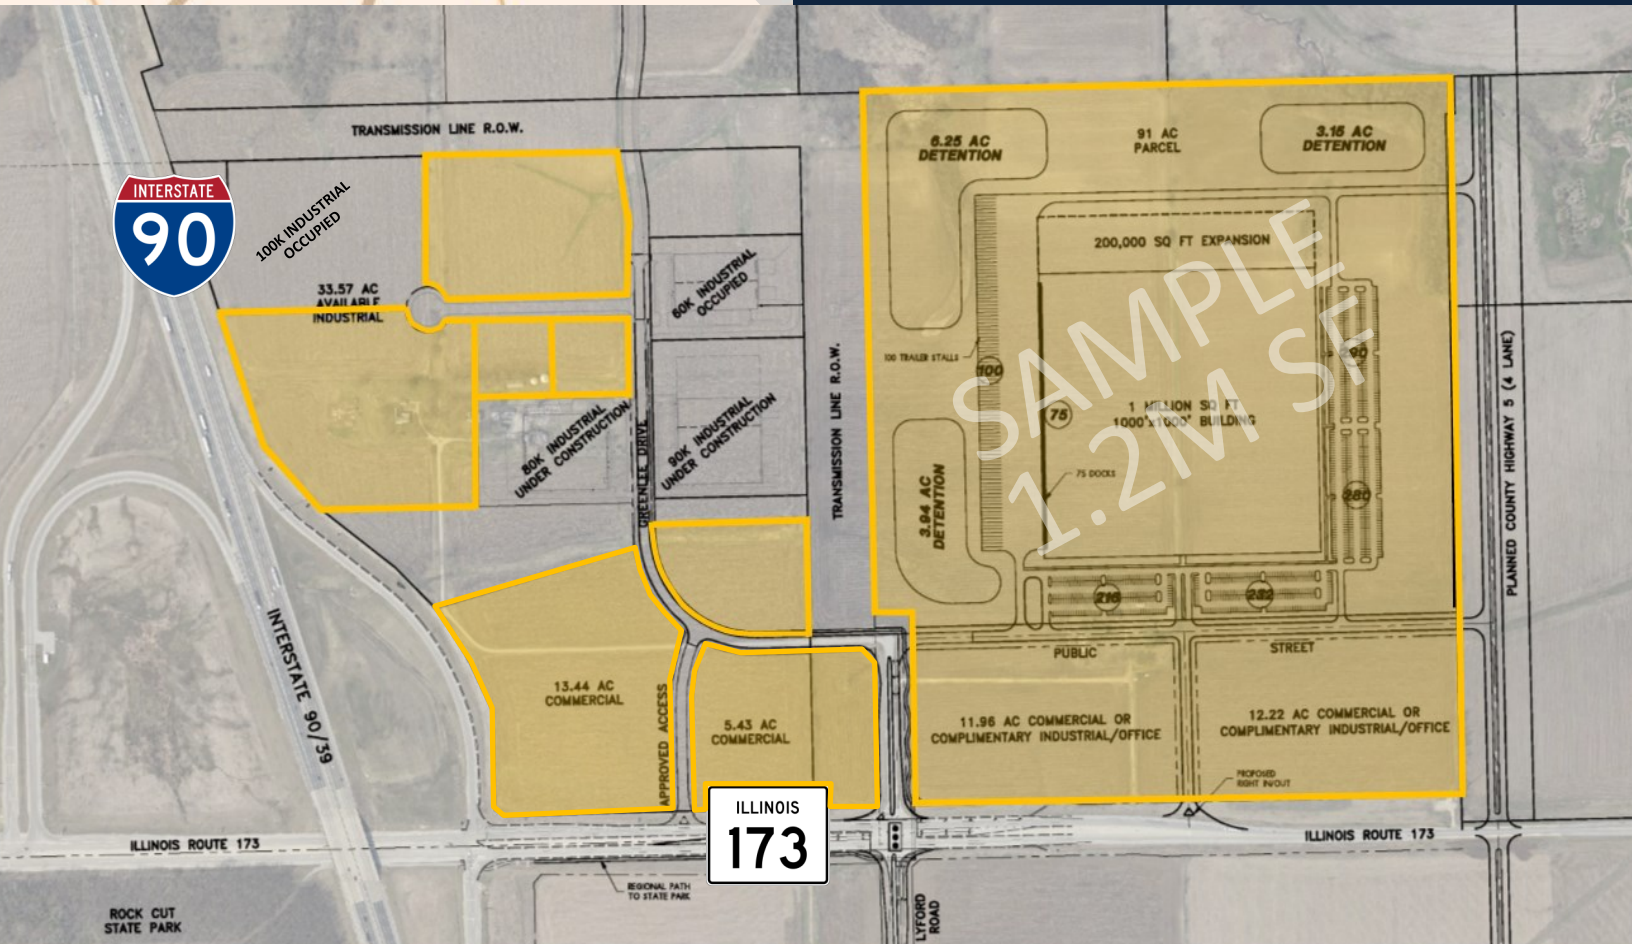 TRANSMISSION LINE R.O.W.
INTERSTATE
90
100K INDUSTRIAL
OCCUPIED
33.57 AC
AVAILABLE
INDUSTRIAL
60K INDUSTRIAL
OCCUPIED
80K INDUSTRIAL
UNDER CONSTRUCTION
GREENLEE DRIVE
90K INDUSTRIAL
UNDER CONSTRUCTION
TRANSMISSION LINE R.O.W.
6.25 AC
DETENTION
91 AC
PARCEL
3.15 AC
DETENTION
200,000 SQ FT EXPANSION
SAMPLE
1.2M SF
100 TRAILER STALLS
100
75
1 MILLION SQ FT
1000'x1000' BUILDING
75 DOCKS
290
280
3.94 AC
DETENTION
216
232
PLANNED COUNTY HIGHWAY 5 (4 LANE)
PUBLIC STREET
INTERSTATE 90/39
13.44 AC
COMMERCIAL
APPROVED ACCESS
5.43 AC
COMMERCIAL
11.96 AC COMMERCIAL OR
COMPLIMENTARY INDUSTRIAL/OFFICE
12.22 AC COMMERCIAL OR
COMPLIMENTARY INDUSTRIAL/OFFICE
PROPOSED
RIGHT IN/OUT
ILLINOIS
173
ILLINOIS ROUTE 173
ILLINOIS ROUTE 173
REGIONAL PATH
TO STATE PARK
LYFORD
ROAD
ROCK CUT
STATE PARK